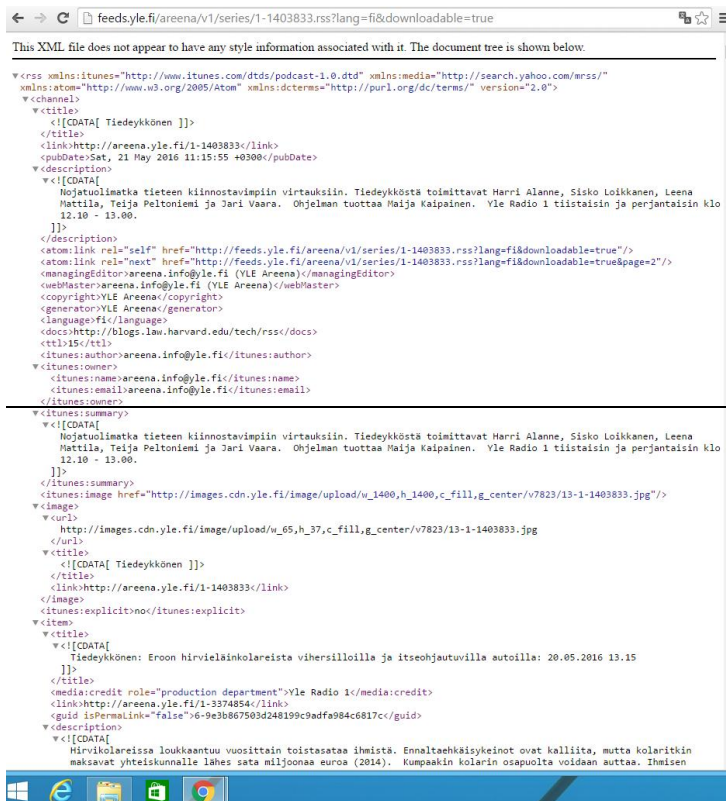 feeds.yle.fi/areena/v1/series/1-1403833.rss?lang=fi&downloadable=true
This XML file does not appear to have any style information associated with it. The document tree is shown below.
▼<rss xmlns:itunes="http://www.itunes.com/dtds/podcast-1.0.dtd" xmlns:media="http://search.yahoo.com/mrss/"
xmlns:atom="http://www.w3.org/2005/Atom" xmlns:dcterms="http://purl.org/dc/terms/" version="2.0">
▼<channel>
▼<title>
<![CDATA[ Tiedeykkönen ]]>
</title>
<link>http://areena.yle.fi/1-1403833</link>
<pubDate>Sat, 21 May 2016 11:15:55 +0300</pubDate>
▼<description>
▼<![CDATA[
Nojatuolimatka tieteen kiinnostavimpiin virtauksiin. Tiedeykköstä toimittavat Harri Alanne, Sisko Loikkanen, Leena
Mattila, Teija Peltoniemi ja Jari Vaara. Ohjelman tuottaa Maija Kaipainen. Yle Radio 1 tiistaisin ja perjantaisin klo
12.10 - 13.00.
]]>
</description>
<atom:link rel="self" href="http://feeds.yle.fi/areena/v1/series/1-1403833.rss?lang=fi&downloadable=true"/>
<atom:link rel="next" href="http://feeds.yle.fi/areena/v1/series/1-1403833.rss?lang=fi&downloadable=true&page=2"/>
<managingEditor>areena.info@yle.fi (YLE Areena)</managingEditor>
<webMaster>areena.info@yle.fi (YLE Areena)</webMaster>
<copyright>YLE Areena</copyright>
<generator>YLE Areena</generator>
<language>fi</language>
<docs>http://blogs.law.harvard.edu/tech/rss</docs>
<ttl>15</ttl>
<itunes:author>areena.info@yle.fi</itunes:author>
▼<itunes:owner>
<itunes:name>areena.info@yle.fi</itunes:name>
<itunes:email>areena.info@yle.fi</itunes:email>
</itunes:owner>
▼<itunes:summary>
▼<![CDATA[
Nojatuolimatka tieteen kiinnostavimpiin virtauksiin. Tiedeykköstä toimittavat Harri Alanne, Sisko Loikkanen, Leena
Mattila, Teija Peltoniemi ja Jari Vaara. Ohjelman tuottaa Maija Kaipainen. Yle Radio 1 tiistaisin ja perjantaisin klo
12.10 - 13.00.
]]>
</itunes:summary>
<itunes:image href="http://images.cdn.yle.fi/image/upload/w_1400,h_1400,c_fill,g_center/v7823/13-1-1403833.jpg"/>
▼<image>
▼<url>
http://images.cdn.yle.fi/image/upload/w_65,h_37,c_fill,g_center/v7823/13-1-1403833.jpg
</url>
▼<title>
<![CDATA[ Tiedeykkönen ]]>
</title>
<link>http://areena.yle.fi/1-1403833</link>
</image>
<itunes:explicit>no</itunes:explicit>
▼<item>
▼<title>
▼<![CDATA[
Tiedeykkönen: Eroon hirvieläinkolareista vihersilloilla ja itseohjautuvilla autoilla: 20.05.2016 13.15
]]>
</title>
<media:credit role="production department">Yle Radio 1</media:credit>
<link>http://areena.yle.fi/1-3374854</link>
<guid isPermaLink="false">6-9e3b867503d248199c9adfa984c6817c</guid>
▼<description>
▼<![CDATA[
Hirvikolareissa loukkaantuu vuosittain toistasataa ihmistä. Ennaltaehkäisykeinot ovat kalliita, mutta kolaritkin
maksavat yhteiskunnalle lähes sata miljoonaa euroa (2014). Kumpaakin kolarin osapuolta voidaan auttaa. Ihmisen